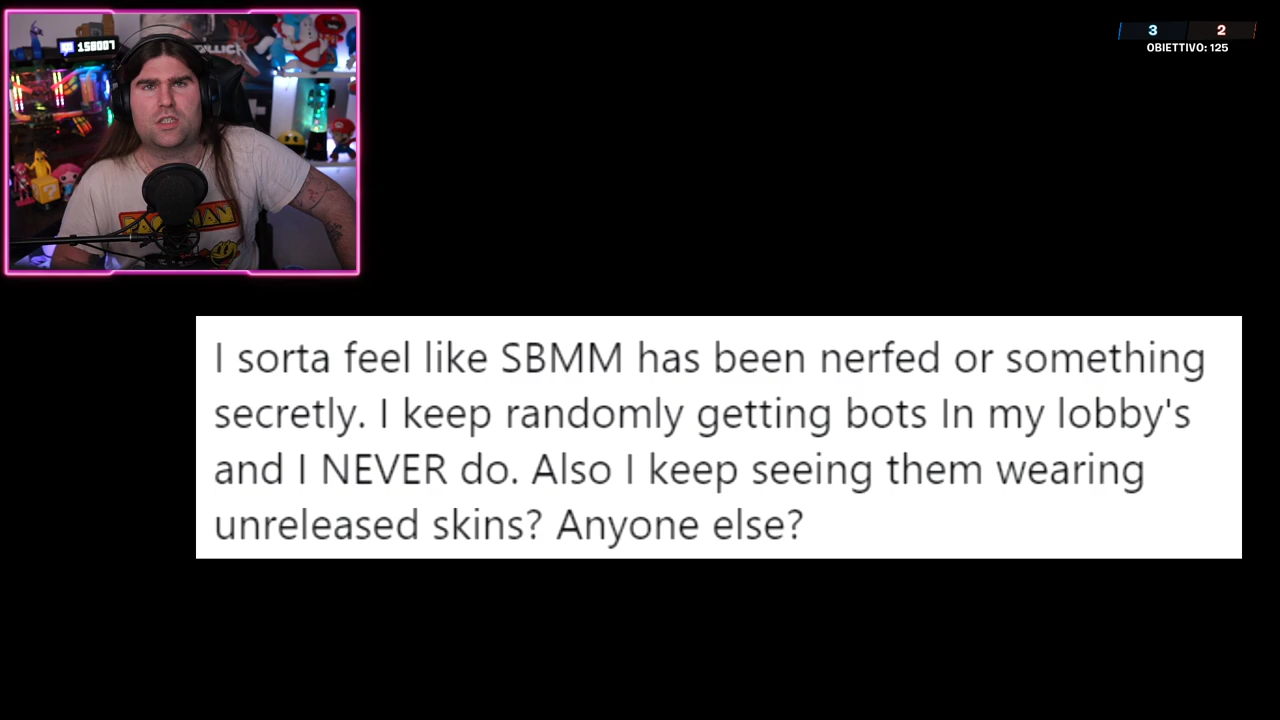 158007
3 2
OBIETTIVO: 125
I sorta feel like SBMM has been nerfed or something
secretly. I keep randomly getting bots In my lobby's
and I NEVER do. Also I keep seeing them wearing
unreleased skins? Anyone else?